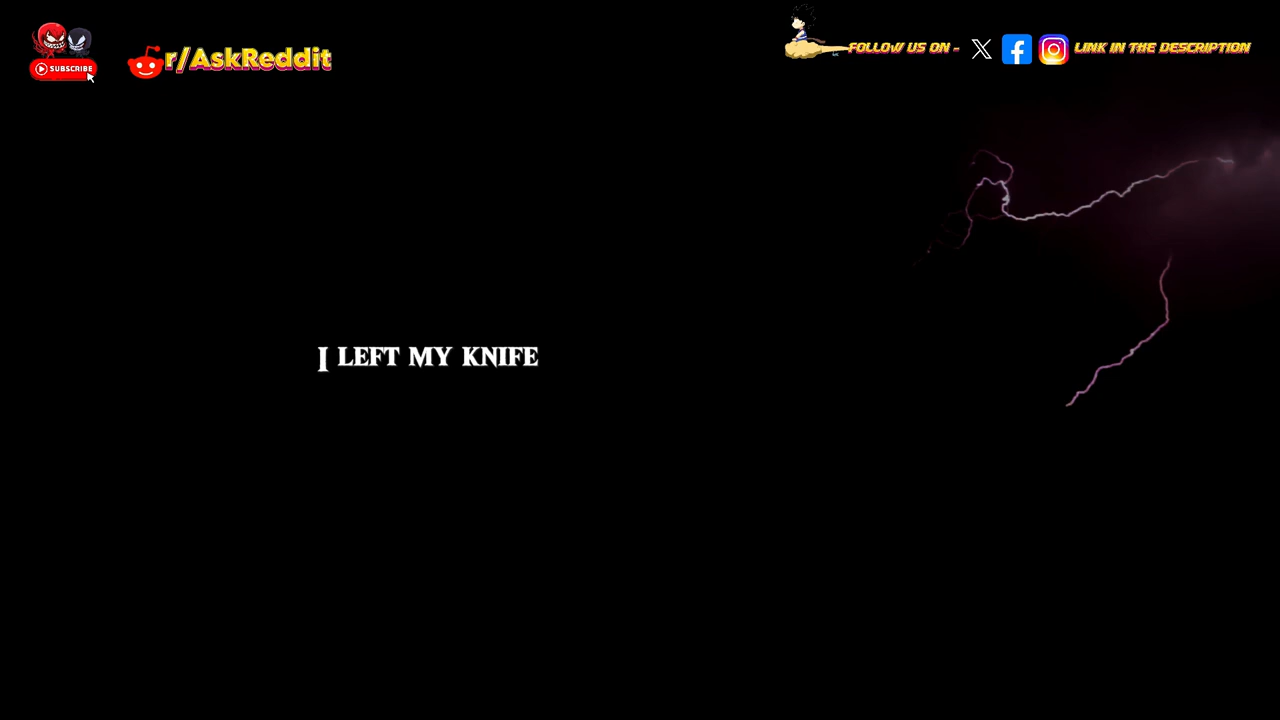 SUBSCRIBE
r/AskReddit
FOLLOW US ON -
LINK IN THE DESCRIPTION
I LEFT MY KNIFE